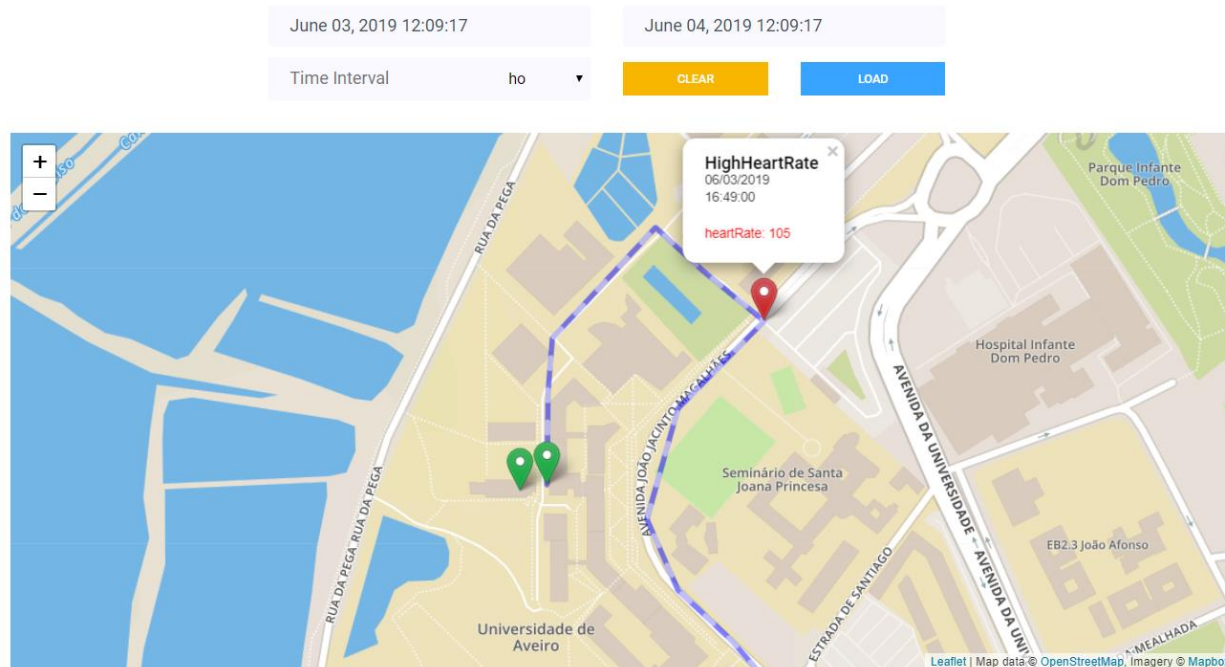 June 03, 2019 12:09:17
June 04, 2019 12:09:17
Time Interval
ho
CLEAR
LOAD
+
−
HighHeartRate
×
06/03/2019
16:49:00
heartRate: 105
Parque Infante
Dom Pedro
RUA DA PEGA
Hospital Infante
Dom Pedro
AVENIDA JOÃO JACINTO MAGALHÃES
AVENIDA DA UNIVERSIDADE
AVENIDA DA UNI
Seminário de Santa
Joana Princesa
RUA DA PEGA
RUA DA PEGA
EB2.3 João Afonso
ESTRADA DE SANTIAGO
Universidade de
Aveiro
DA MEALHADA
Leaflet | Map data © OpenStreetMap, Imagery © Mapbo